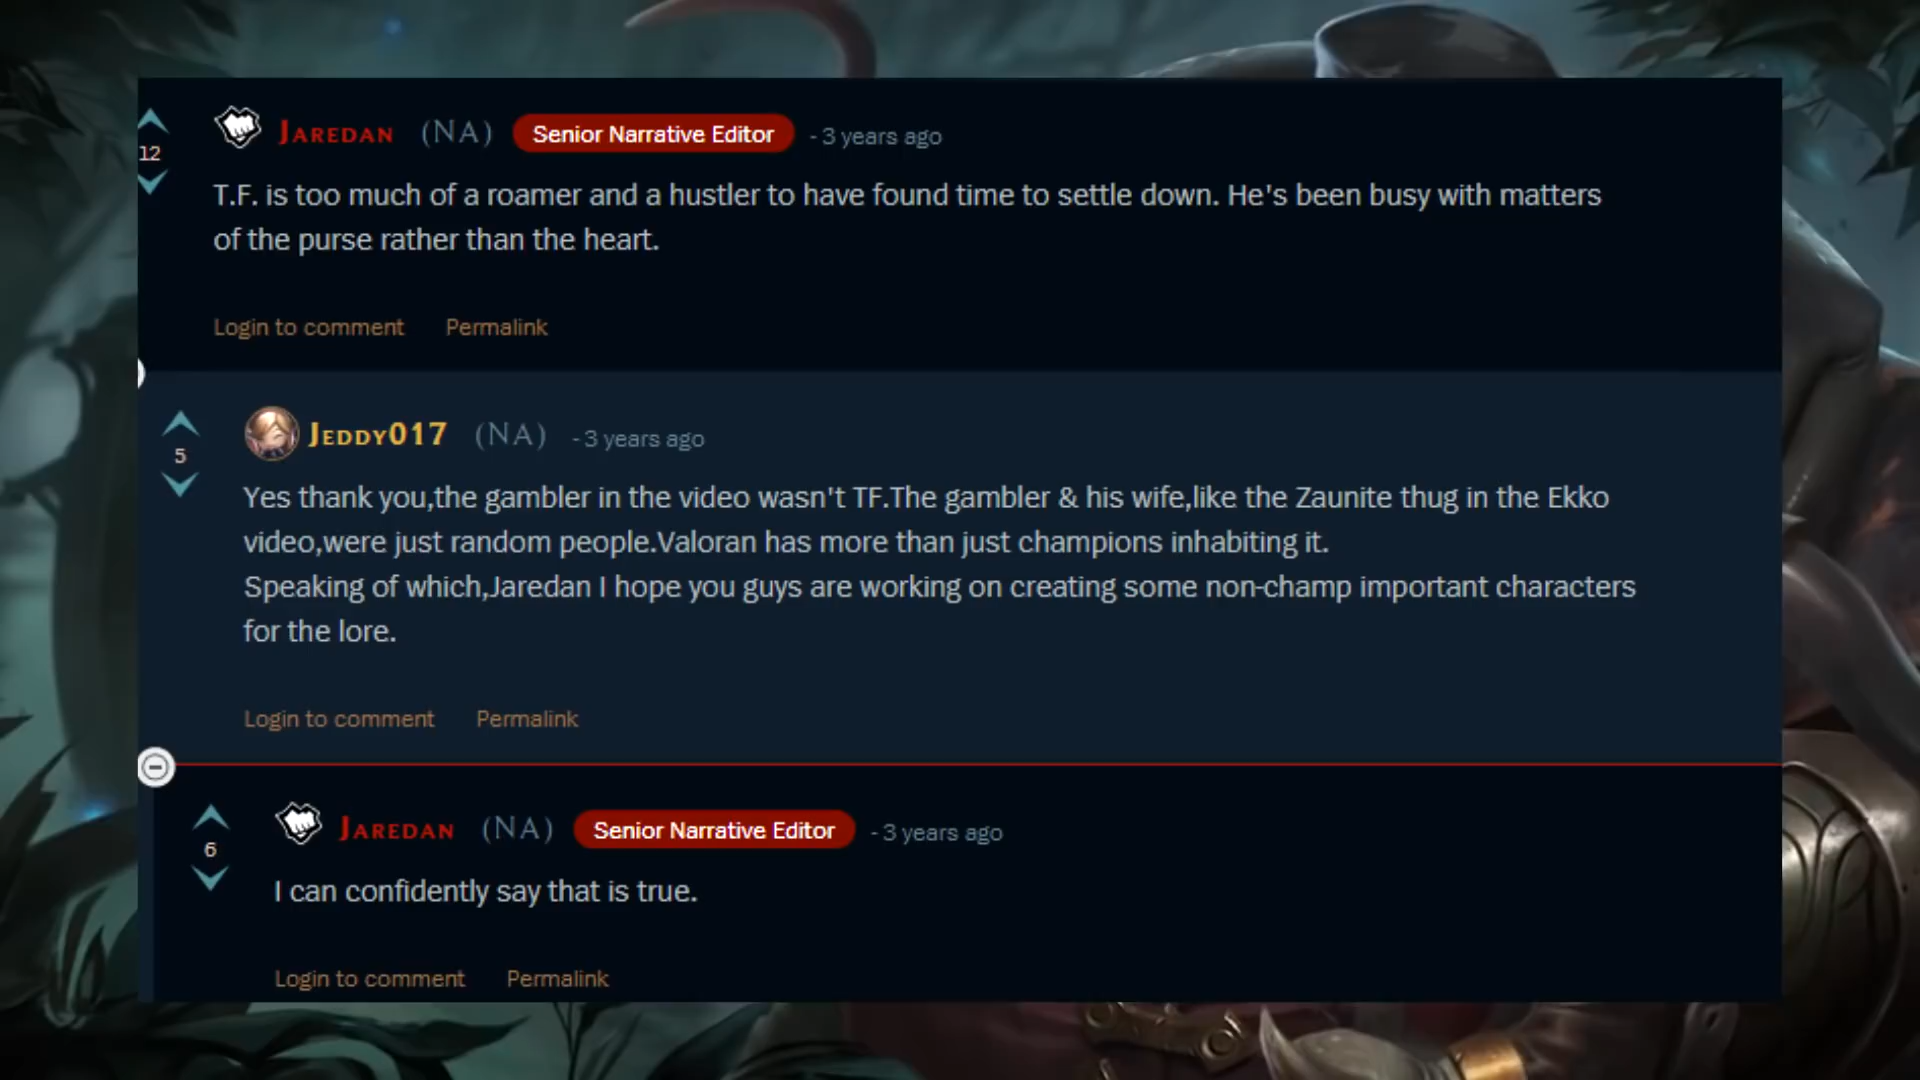 12
JAREDAN (NA) Senior Narrative Editor - 3 years ago
T.F. is too much of a roamer and a hustler to have found time to settle down. He's been busy with matters
of the purse rather than the heart.
Login to comment Permalink
5
JEDDY017 (NA) - 3 years ago
Yes thank you,the gambler in the video wasn't TF.The gambler & his wife,like the Zaunite thug in the Ekko
video,were just random people.Valoran has more than just champions inhabiting it.
Speaking of which,Jaredan I hope you guys are working on creating some non-champ important characters
for the lore.
Login to comment Permalink
6
JAREDAN (NA) Senior Narrative Editor - 3 years ago
I can confidently say that is true.
Login to comment Permalink